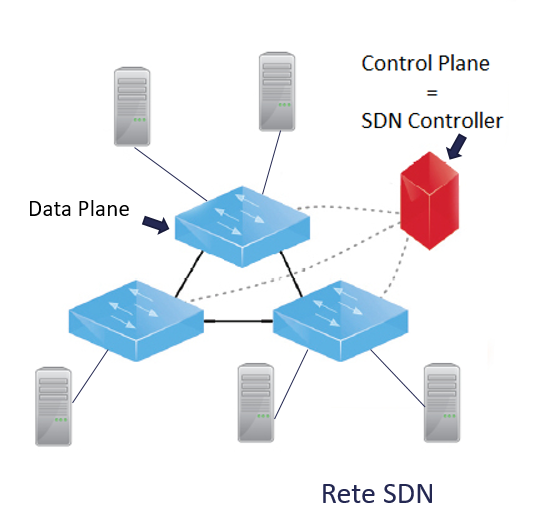 Control Plane
=
SDN Controller
Data Plane
Rete SDN